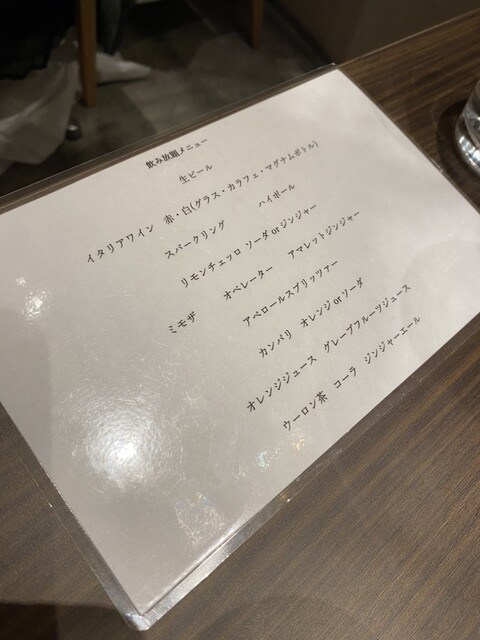 飲み放題メニュー
生ビール
イタリアワイン 赤・白(グラス・カラフェ・マグナムボトル)
スパークリング ハイボール
リモンチェッロ ソーダ or ジンジャー
ミモザ オペレーター アマレットジンジャー
アペロールスプリッツァー
カンパリ オレンジ or ソーダ
オレンジジュース グレープフルーツジュース
ウーロン茶 コーラ ジンジャーエール